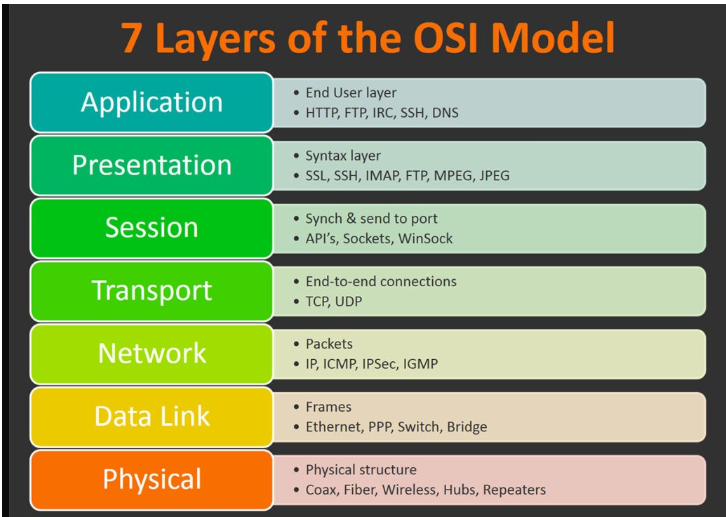 7 Layers of the OSI Model
Application
• End User layer
• HTTP, FTP, IRC, SSH, DNS
Presentation
• Syntax layer
• SSL, SSH, IMAP, FTP, MPEG, JPEG
Session
• Synch & send to port
• API's, Sockets, WinSock
Transport
• End-to-end connections
• TCP, UDP
Network
• Packets
• IP, ICMP, IPSec, IGMP
Data Link
• Frames
• Ethernet, PPP, Switch, Bridge
Physical
• Physical structure
• Coax, Fiber, Wireless, Hubs, Repeaters